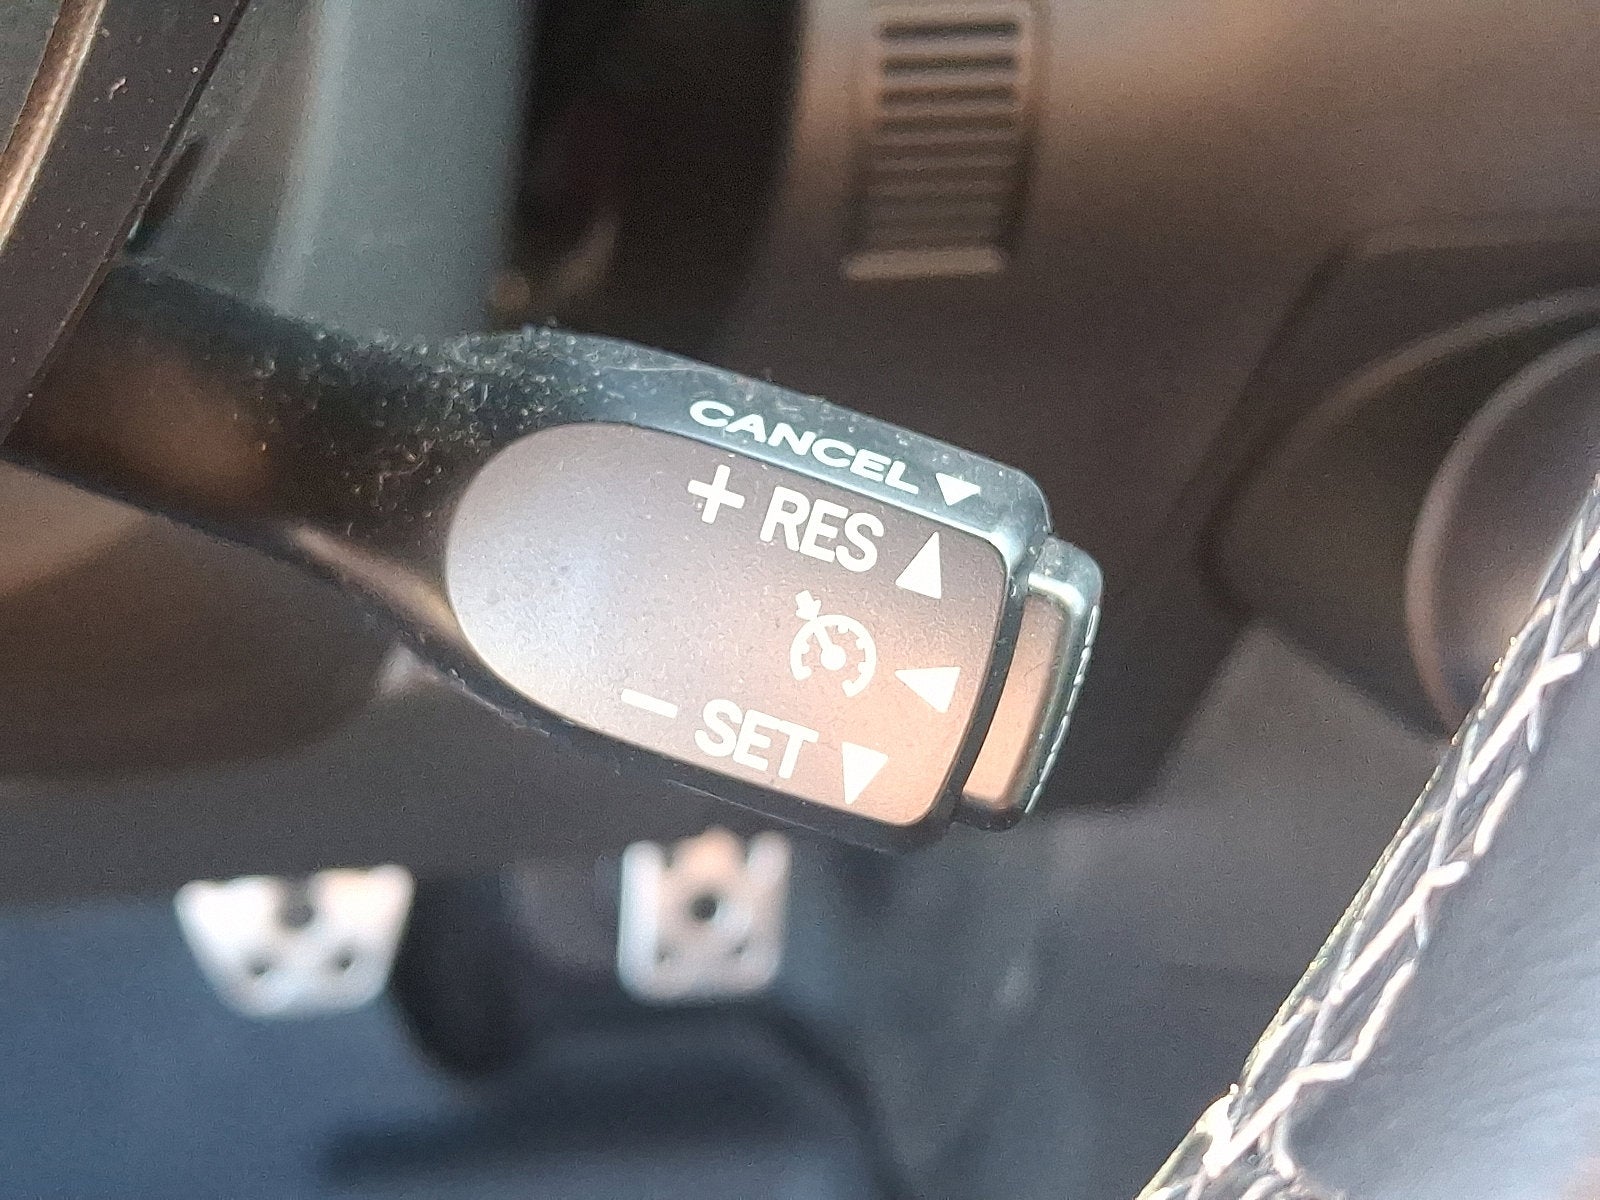 CANCEL
+ RES
− SET